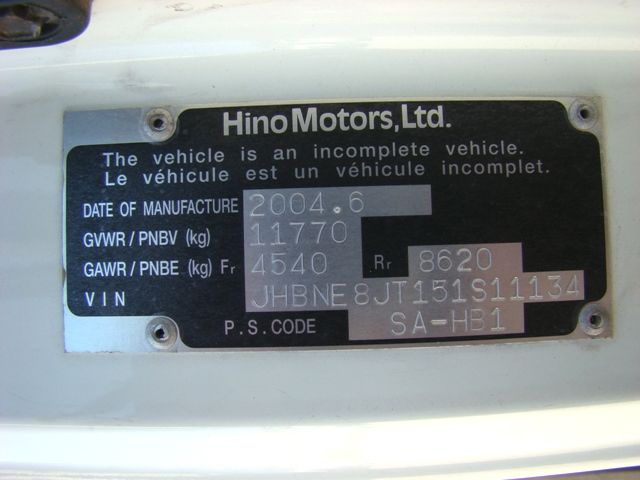 Hino Motors, Ltd.
The vehicle is an incomplete vehicle.
Le véhicule est un véhicule incomplet.
DATE OF MANUFACTURE 2004.6
GVWR / PNBV (kg) 11770
GAWR / PNBE (kg) Fr 4540 Rr 8620
VIN JHBNE8JT151S11134
P.S.CODE SA-HB1